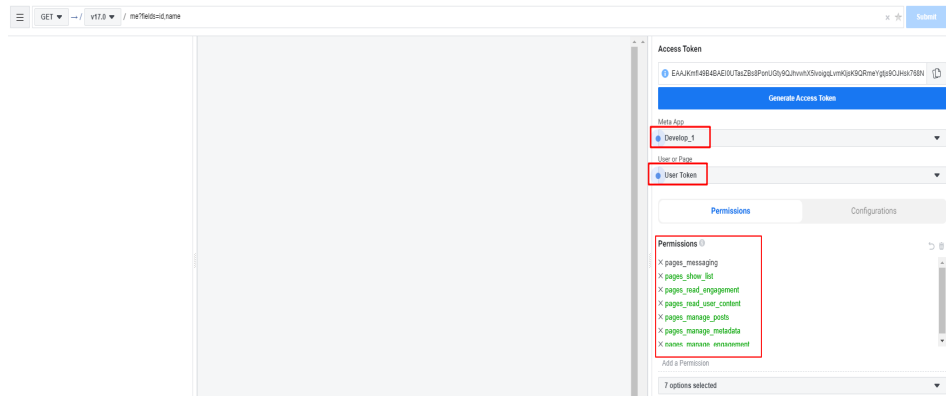 GET → / v17.0 / me?fields=id,name Submit
Access Token
Generate Access Token
Meta App
Develop_1
User or Page
User Token
Permissions Configurations
Permissions
pages_messaging
pages_show_list
pages_read_engagement
pages_read_user_content
pages_manage_posts
pages_manage_metadata
pages_manage_engagement
Add a Permission
7 options selected